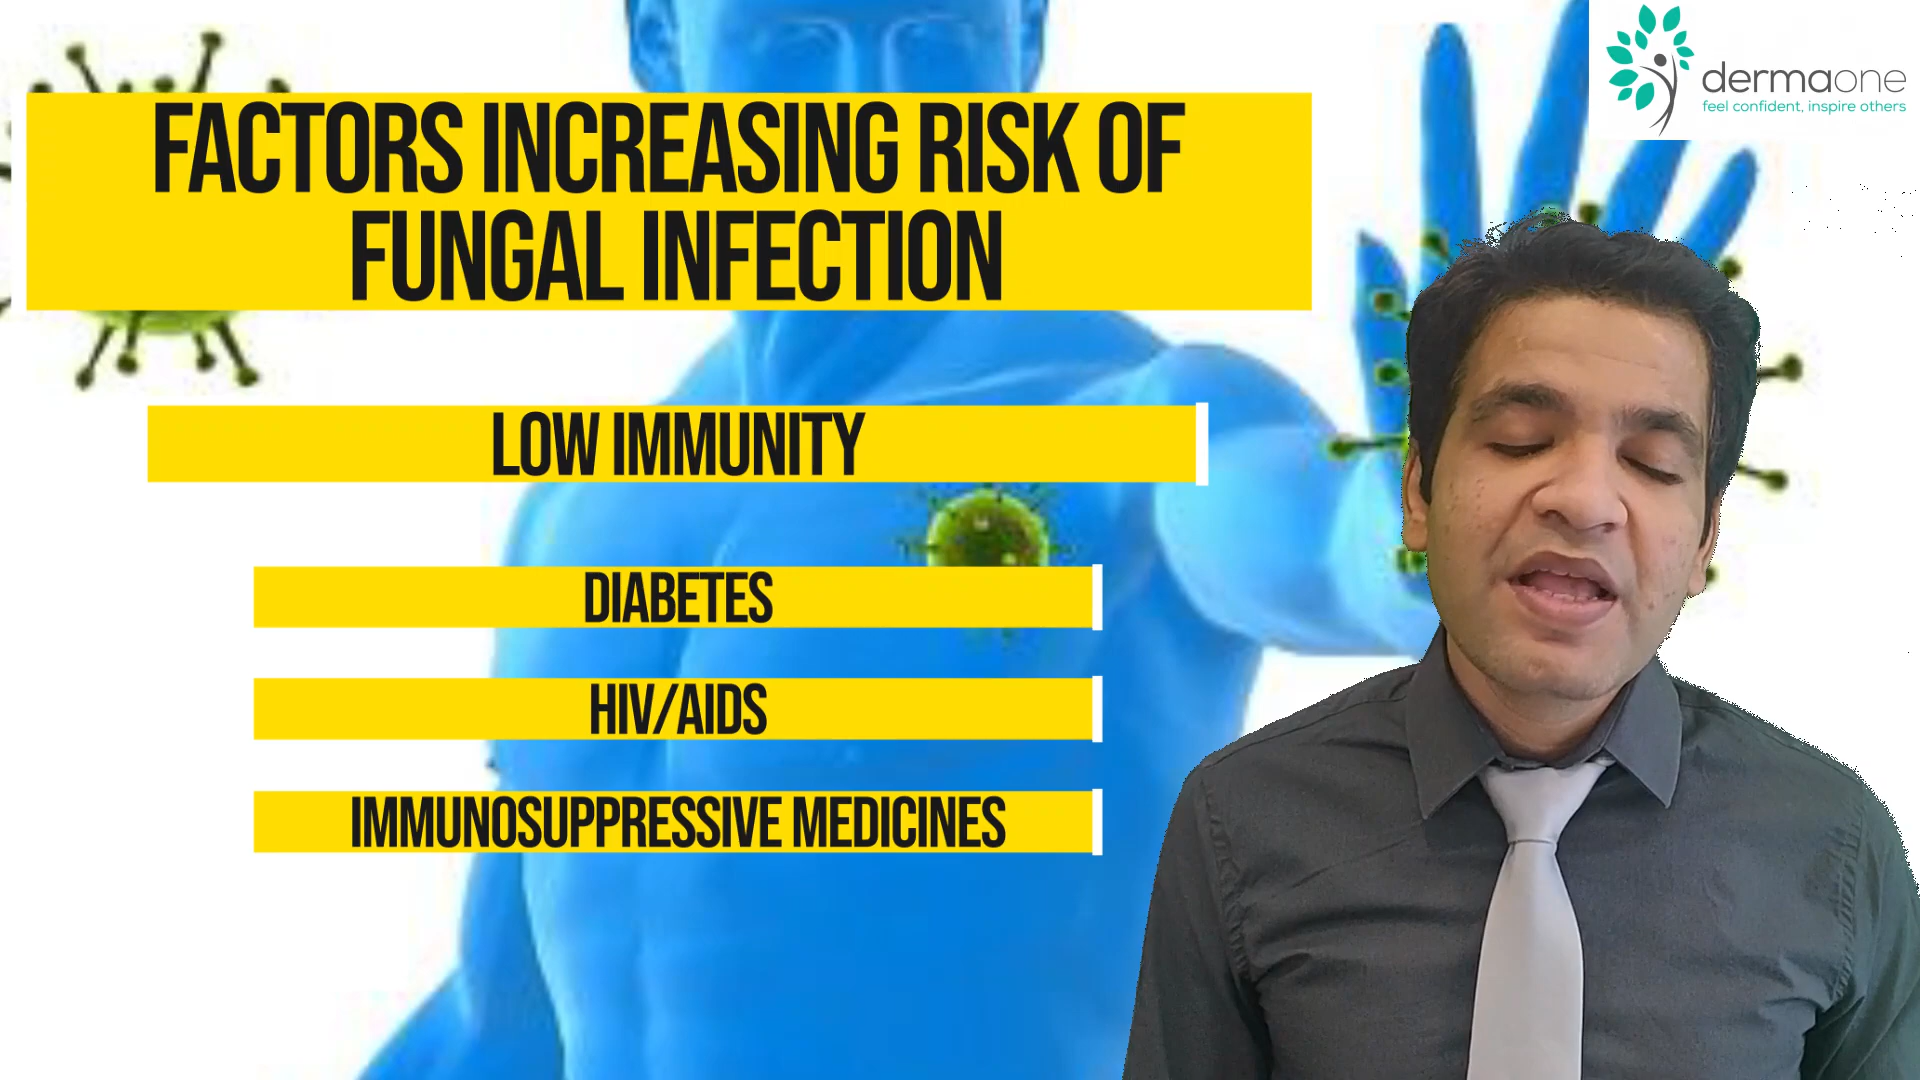 dermaone
feel confident, inspire others
FACTORS INCREASING RISK OF
FUNGAL INFECTION
LOW IMMUNITY
DIABETES
HIV/AIDS
IMMUNOSUPPRESSIVE MEDICINES